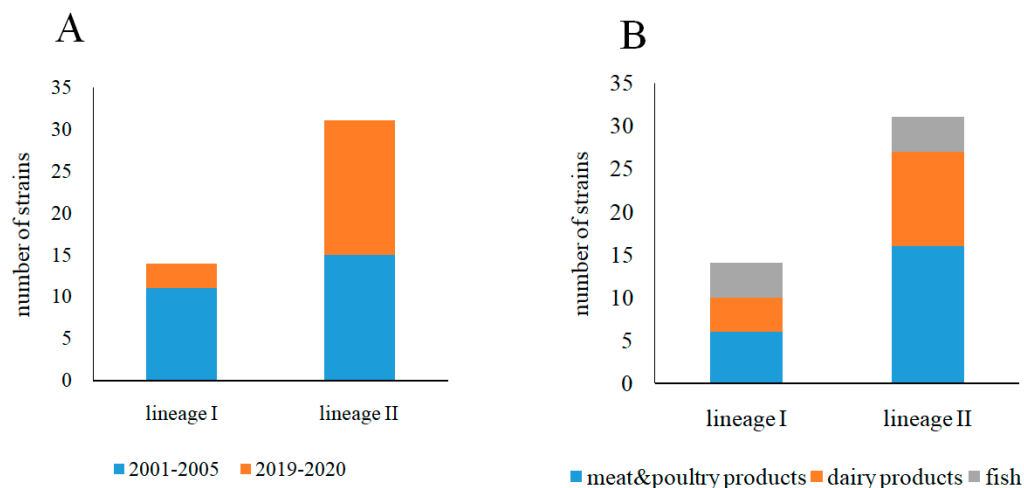 A
number of strains
35
30
25
20
15
10
5
0
lineage I
lineage II
2001-2005
2019-2020
B
number of strains
35
30
25
20
15
10
5
0
lineage I
lineage II
meat&poultry products
dairy products
fish